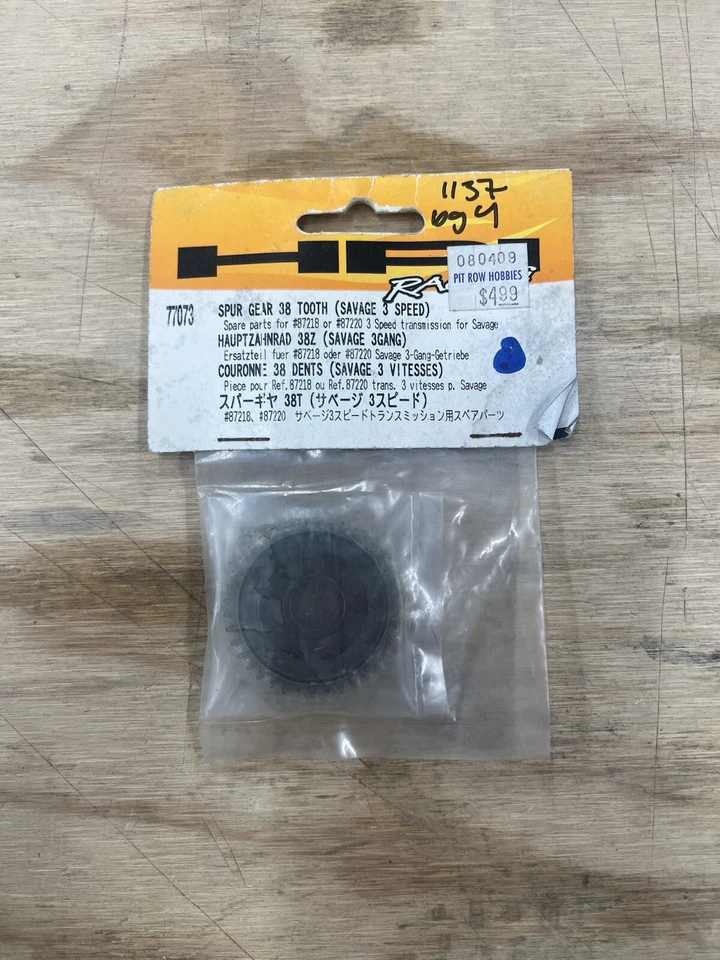 1137
bg 4
080409
PIT ROW HOBBIES
$4.99
77073
SPUR GEAR 38 TOOTH (SAVAGE 3 SPEED)
Spare parts for #87218 or #87220 3 Speed transmission for Savage
HAUPTZAHNRAD 38Z (SAVAGE 3GANG)
Ersatzteil fuer #87218 oder #87220 Savage 3-Gang-Getriebe
COURONNE 38 DENTS (SAVAGE 3 VITESSES)
Piece pour Ref.87218 ou Ref.87220 trans. 3 vitesses p. Savage
スパーギヤ 38T (サベージ 3スピード)
#87218、#87220 サベージ3スピードトランスミッション用スペアパーツ